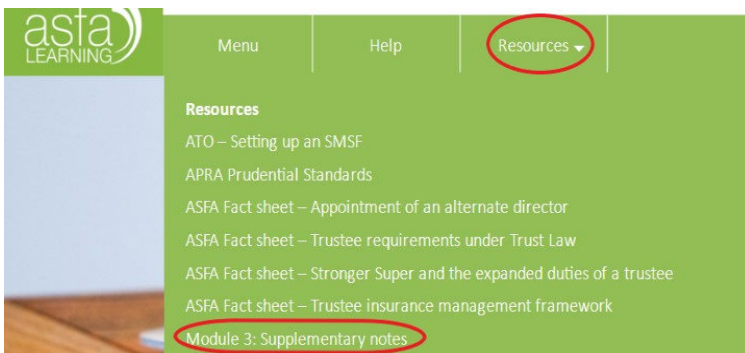 asfa
LEARNING
Menu
Help
Resources
Resources
ATO – Setting up an SMSF
APRA Prudential Standards
ASFA Fact sheet – Appointment of an alternate director
ASFA Fact sheet – Trustee requirements under Trust Law
ASFA Fact sheet – Stronger Super and the expanded duties of a trustee
ASFA Fact sheet – Trustee insurance management framework
Module 3: Supplementary notes